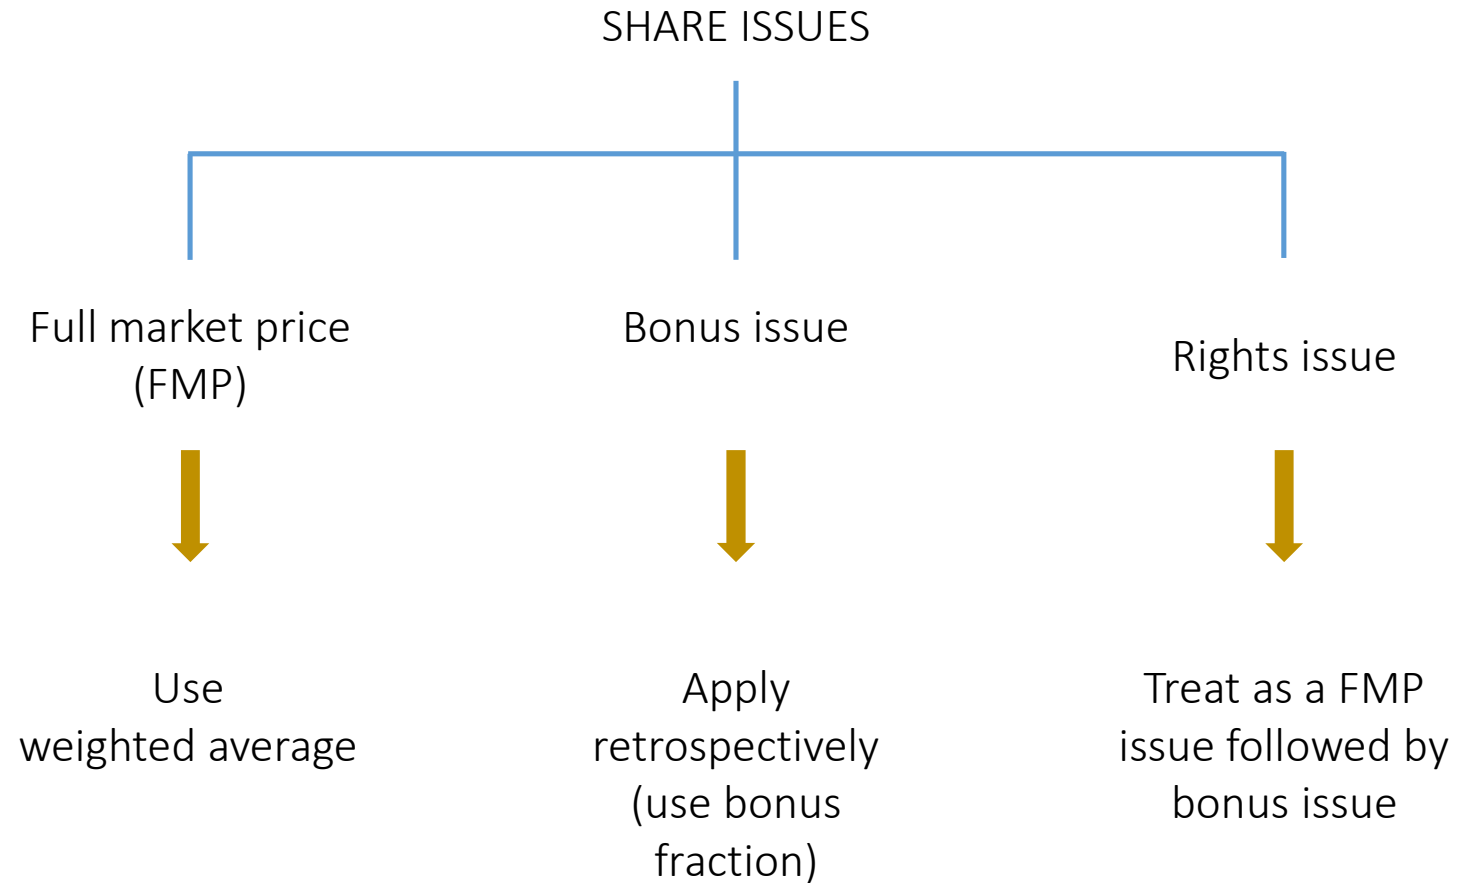 SHARE ISSUES
Full market price
(FMP)
Bonus issue
Rights issue
Use
weighted average
Apply
retrospectively
(use bonus
fraction)
Treat as a FMP
issue followed by
bonus issue